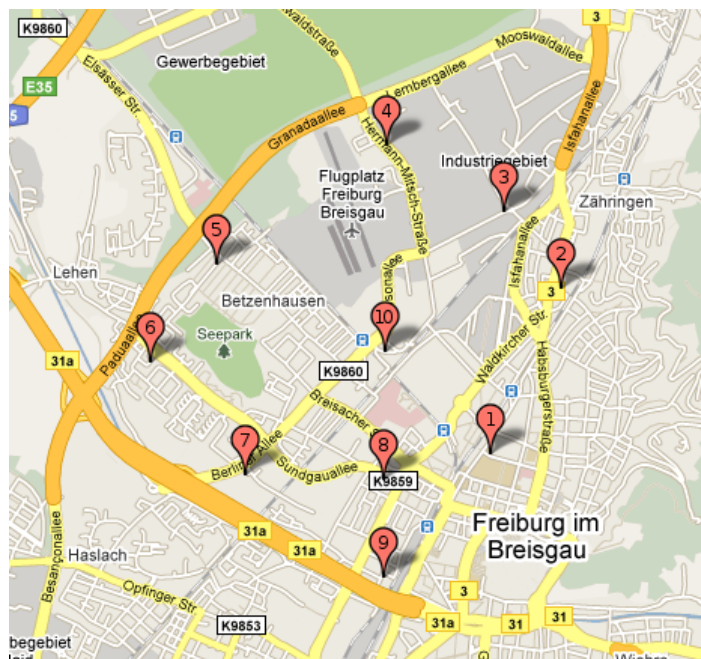 K9860
Elsässer Str.
E35
5
Gewerbegebiet
waldstraße
Granadaallee
Lembergallee
Mooswaldallee
3
Isfahanallee
4
Hermann-Mitsch-Straße
Industriegebiet
3
Flugplatz
Freiburg
Breisgau
Zähringen
Isfahanallee
5
2
3
Lehen
Betzenhausen
Seepark
6
10
Paduaallee
31a
K9860
Waldkircher Str.
Habsburgerstraße
Breisacher
1
7
8
Berliner Allee
Sundgauallee
K9859
Freiburg im
Breisgau
31a
31a
9
Haslach
Besançonallee
Opfinger Str.
K9853
3
31a
31
31
begebiet